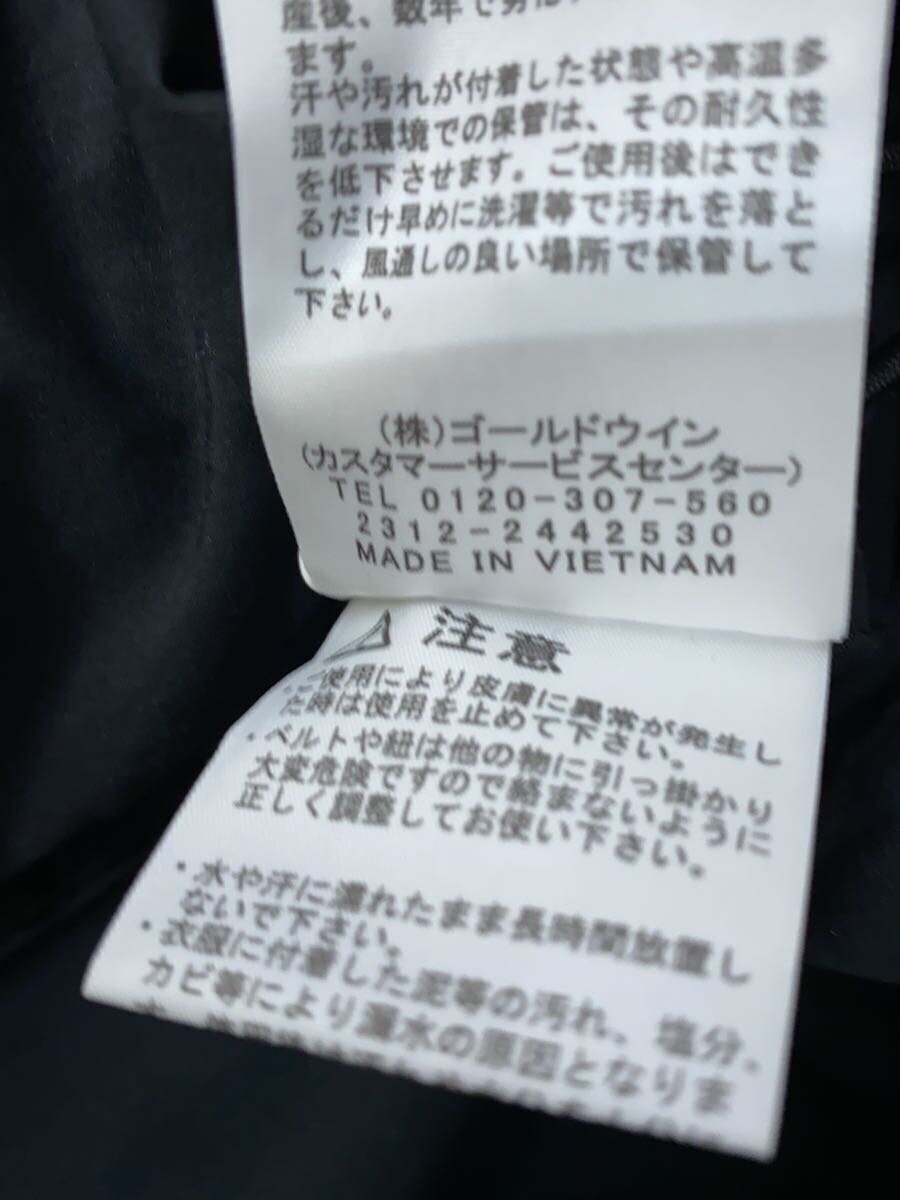 産後、数年で
ます。
汗や汚れが付着した状態や高温多
湿な環境での保管は、その耐久性
を低下させます。ご使用後はでき
るだけ早めに洗濯等で汚れを落と
し、風通しの良い場所で保管して
下さい。
(株)ゴールドウイン
(カスタマーサービスセンター)
TEL 0120-307-560
2312-2442530
MADE IN VIETNAM
注意
・ご使用により皮膚に異常が発生し
た時は使用を止めて下さい。
・ベルトや紐は他の物に引っ掛かり
大変危険ですので絡まないように
正しく調整してお使い下さい。
・水や汗に濡れたまま長時間放置し
ないで下さい。
・衣服に付着した泥等の汚れ、塩分、
カビ等により漏水の原因となりま